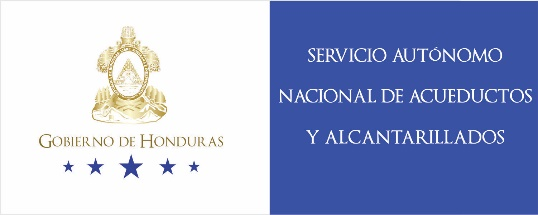 GOBIERNO DE HONDURAS
SERVICIO AUTÓNOMO
NACIONAL DE ACUEDUCTOS
Y ALCANTARILLADOS